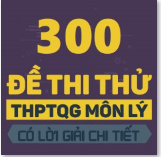 300
ĐỀ THI THỬ
THPTQG MÔN LÝ
CÓ LỜI GIẢI CHI TIẾT